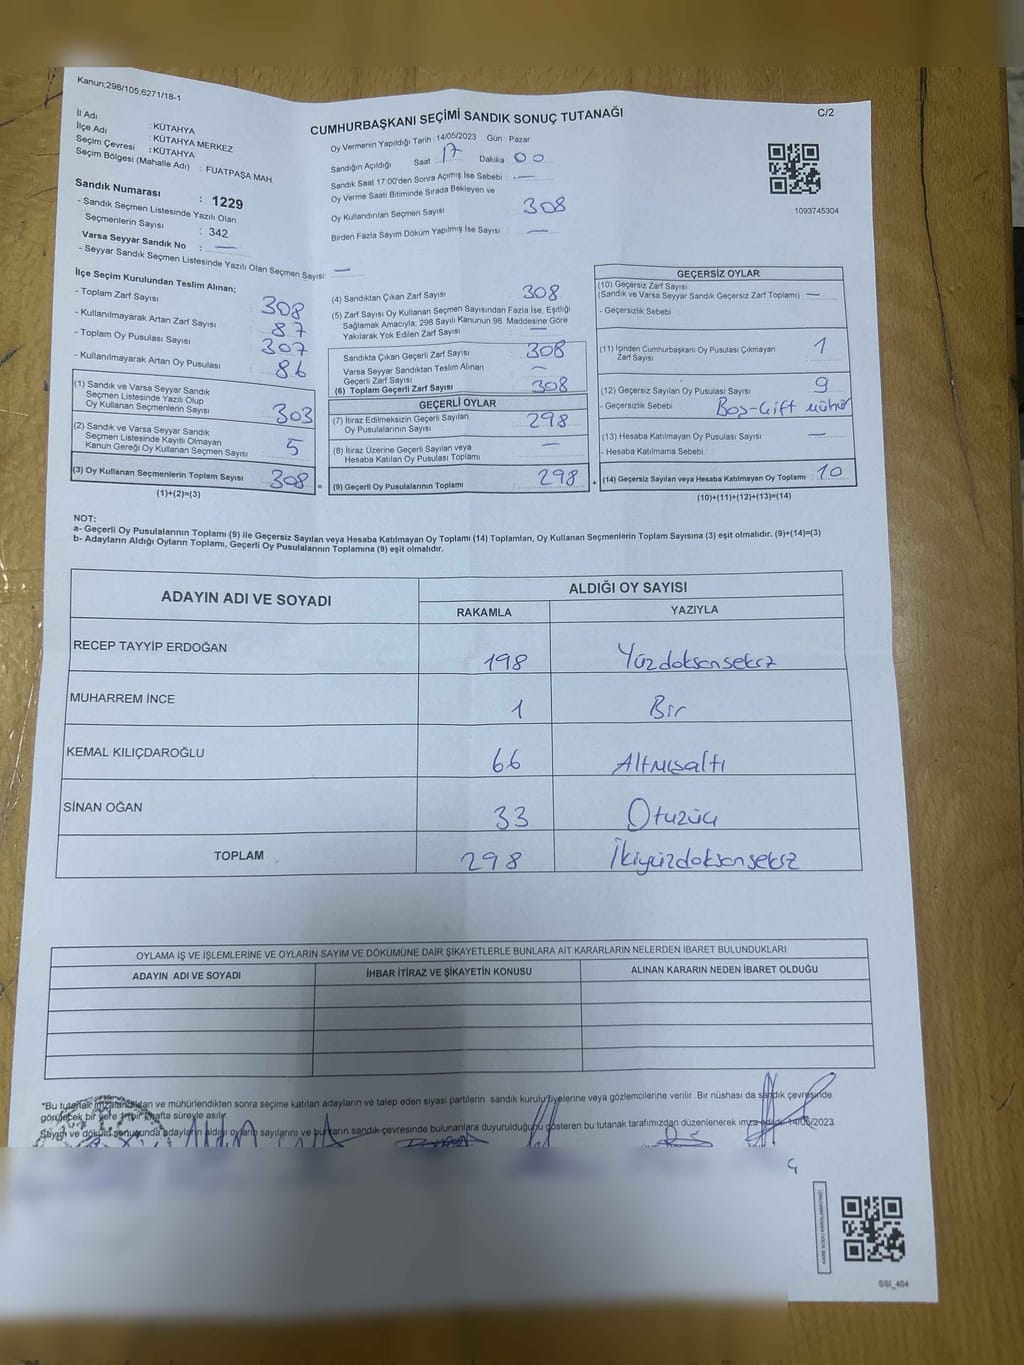 Kanun;298/105,6271/18-1
C/2
CUMHURBAŞKANI SEÇİMİ SANDIK SONUÇ TUTANAĞI
İl Adı : KÜTAHYA
İlçe Adı : KÜTAHYA MERKEZ
Seçim Çevresi : KÜTAHYA
Seçim Bölgesi (Mahalle Adı) : FUATPAŞA MAH.
Sandık Numarası : 1229
- Sandık Seçmen Listesinde Yazılı Olan
Seçmenlerin Sayısı : 342
Varsa Seyyar Sandık No : —
- Seyyar Sandık Seçmen Listesinde Yazılı Olan Seçmen Sayısı: —
Oy Vermenin Yapıldığı Tarih : 14/05/2023 Gün : Pazar
Sandığın Açıldığı Saat 17 Dakika 00
Sandık Saat 17:00'den Sonra Açımış İse Sebebi : —
Oy Verme Saati Bitiminde Sırada Bekleyen ve
Oy Kullandırılan Seçmen Sayısı 308
Birden Fazla Sayım Döküm Yapılmış İse Sayısı : —
1093745304
İlçe Seçim Kurulundan Teslim Alınan;
- Toplam Zarf Sayısı 308
- Kullanılmayarak Artan Zarf Sayısı 87
- Toplam Oy Pusulası Sayısı 307
- Kullanılmayarak Artan Oy Pusulası 86
(1) Sandık ve Varsa Seyyar Sandık
Seçmen Listesinde Yazılı Olup
Oy Kullanan Seçmenlerin Sayısı 303
(2) Sandık ve Varsa Seyyar Sandık
Seçmen Listesinde Kayıtlı Olmayan
Kanun Gereği Oy Kullanan Seçmen Sayısı 5
(3) Oy Kullanan Seçmenlerin Toplam Sayısı 308 =
(1)+(2)=(3)
(4) Sandıktan Çıkan Zarf Sayısı 308
(5) Zarf Sayısı Oy Kullanan Seçmen Sayısından Fazla İse, Eşitliği
Sağlamak Amacıyla, 298 Sayılı Kanunun 98. Maddesine Göre
Yakılarak Yok Edilen Zarf Sayısı —
Sandıkta Çıkan Geçerli Zarf Sayısı 308
Varsa Seyyar Sandıktan Teslim Alınan
Geçerli Zarf Sayısı —
(6) Toplam Geçerli Zarf Sayısı 308
GEÇERLİ OYLAR
(7) İtiraz Edilmeksizin Geçerli Sayılan
Oy Pusulalarının Sayısı 298
(8) İtiraz Üzerine Geçerli Sayılan veya
Hesaba Katılan Oy Pusulası Toplamı —
(9) Geçerli Oy Pusulalarının Toplamı 298 +
GEÇERSİZ OYLAR
(10) Geçersiz Zarf Sayısı
(Sandık ve Varsa Seyyar Sandık Geçersiz Zarf Toplamı) : —
- Geçersizlik Sebebi
(11) İçinden Cumhurbaşkanı Oy Pusulası Çıkmayan
Zarf Sayısı 1
(12) Geçersiz Sayılan Oy Pusulası Sayısı 9
- Geçersizlik Sebebi : Boş-Çift mühür
(13) Hesaba Katılmayan Oy Pusulası Sayısı —
- Hesaba Katılmama Sebebi :
(14) Geçersiz Sayılan veya Hesaba Katılmayan Oy Toplamı : 10
(10)+(11)+(12)+(13)=(14)
NOT:
a- Geçerli Oy Pusulalarının Toplamı (9) ile Geçersiz Sayılan veya Hesaba Katılmayan Oy Toplamı (14) Toplamları, Oy Kullanan Seçmenlerin Toplam Sayısına (3) eşit olmalıdır. (9)+(14)=(3)
b- Adayların Aldığı Oyların Toplamı, Geçerli Oy Pusulalarının Toplamına (9) eşit olmalıdır.
ADAYIN ADI VE SOYADI
ALDIĞI OY SAYISI
RAKAMLA YAZIYLA
RECEP TAYYİP ERDOĞAN 198 Yüzdoksansekiz
MUHARREM İNCE 1 Bir
KEMAL KILIÇDAROĞLU 66 Altmışaltı
SİNAN OĞAN 33 Otuzüç
TOPLAM 298 İkiyüzdoksansekiz
OYLAMA İŞ VE İŞLEMLERİNE VE OYLARIN SAYIM VE DÖKÜMÜNE DAİR ŞİKAYETLERLE BUNLARA AİT KARARLARIN NELERDEN İBARET BULUNDUKLARI
ADAYIN ADI VE SOYADI İHBAR İTİRAZ VE ŞİKAYETİN KONUSU ALINAN KARARIN NEDEN İBARET OLDUĞU
*Bu tutanak imzalandıktan ve mühürlendikten sonra seçime katılan adayların ve talep eden siyasi partilerin sandık kurulu üyelerine veya gözlemcilerine verilir. Bir nüshası da sandık çevresinde
görülecek bir yere 1 bir hafta süreyle asılır.
Sayım ve döküm sonucunda adayların aldığı oyların sayılarını ve bunların sandık çevresinde bulunanlara duyurulduğunu gösteren bu tutanak tarafımızdan düzenlenerek imza edildi. 14/05/2023
SSI_404